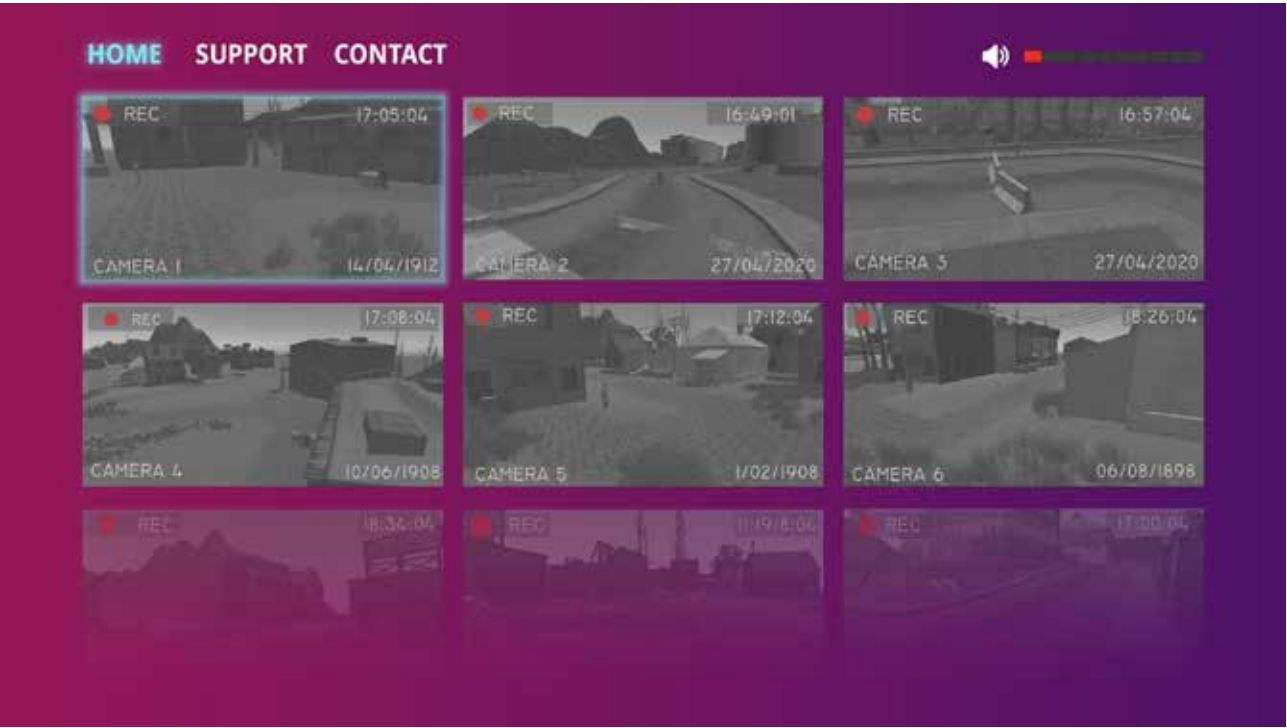 HOME SUPPORT CONTACT
REC 17:05:04
CAMERA 1 14/04/1912
REC 16:49:01
CAMERA 2 27/04/2020
REC 16:57:04
CAMERA 3 27/04/2020
REC 17:08:04
CAMERA 4 10/06/1908
REC 17:12:04
CAMERA 5 1/02/1908
REC 18:26:04
CAMERA 6 06/08/1898
REC 18:34:04
REC
REC 17:00:04